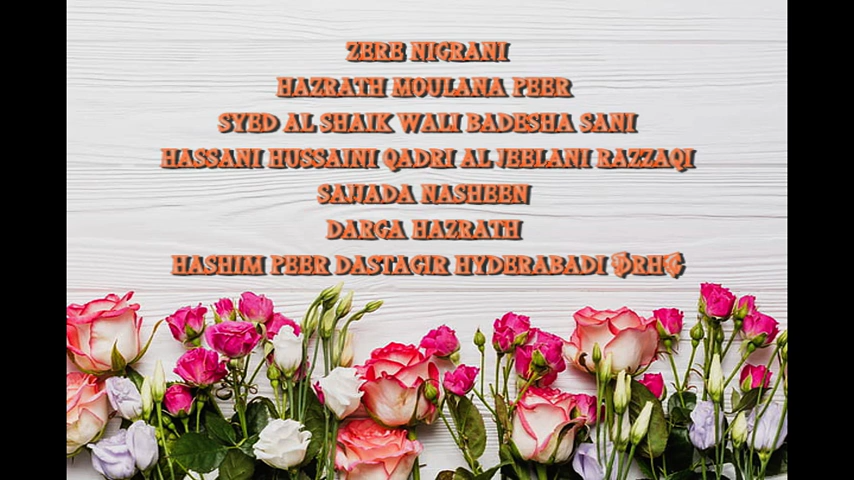 ZERE NIGRANI
HAZRATH MOULANA PEER
SYED AL SHAIK WALI BADESHA SANI
HASSANI HUSSAINI QADRI AL JEELANI RAZZAQI
SAJJADA NASHEEN
DARGA HAZRATH
HASHIM PEER DASTAGIR HYDERABADI